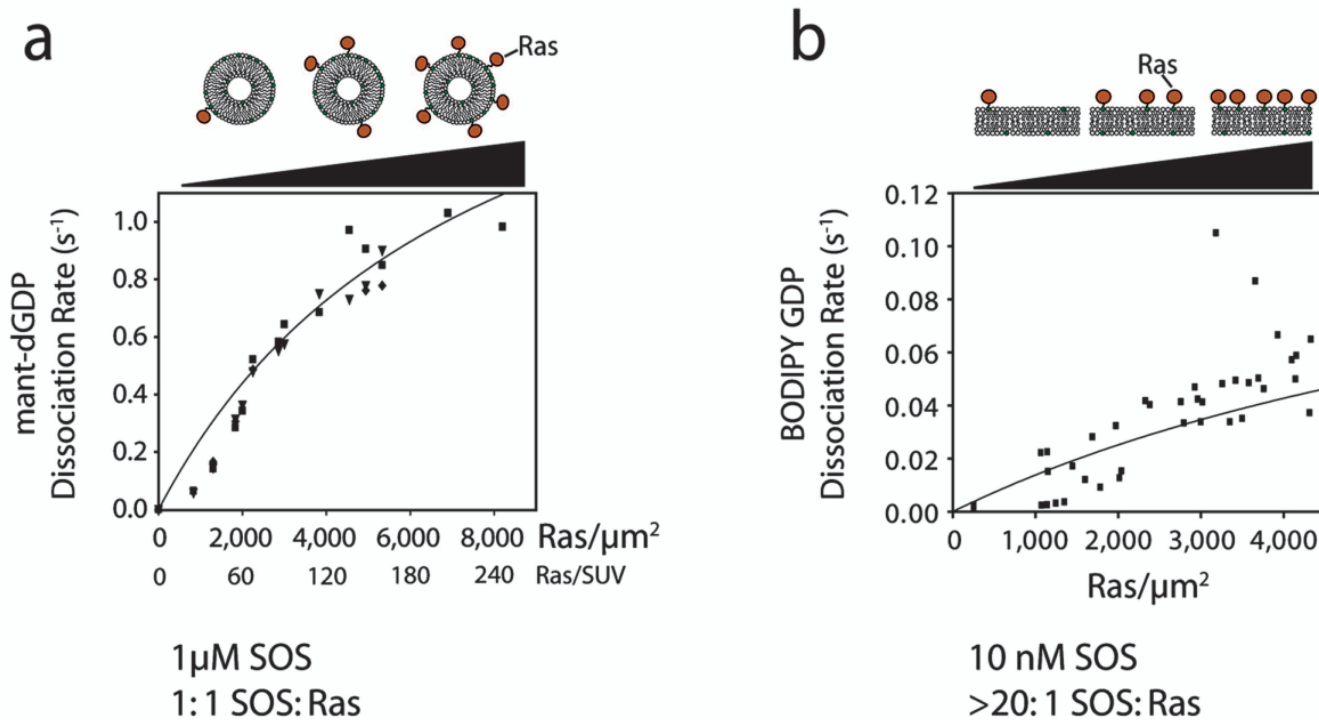 a
Ras
mant-dGDP
Dissociation Rate (s⁻¹)
1.0
0.8
0.6
0.4
0.2
0.0
0 2,000 4,000 6,000 8,000 Ras/µm²
0 60 120 180 240 Ras/SUV
1µM SOS
1:1 SOS:Ras
b
Ras
BODIPY GDP
Dissociation Rate (s⁻¹)
0.12
0.10
0.08
0.06
0.04
0.02
0.00
0 1,000 2,000 3,000 4,000
Ras/µm²
10 nM SOS
>20:1 SOS:Ras